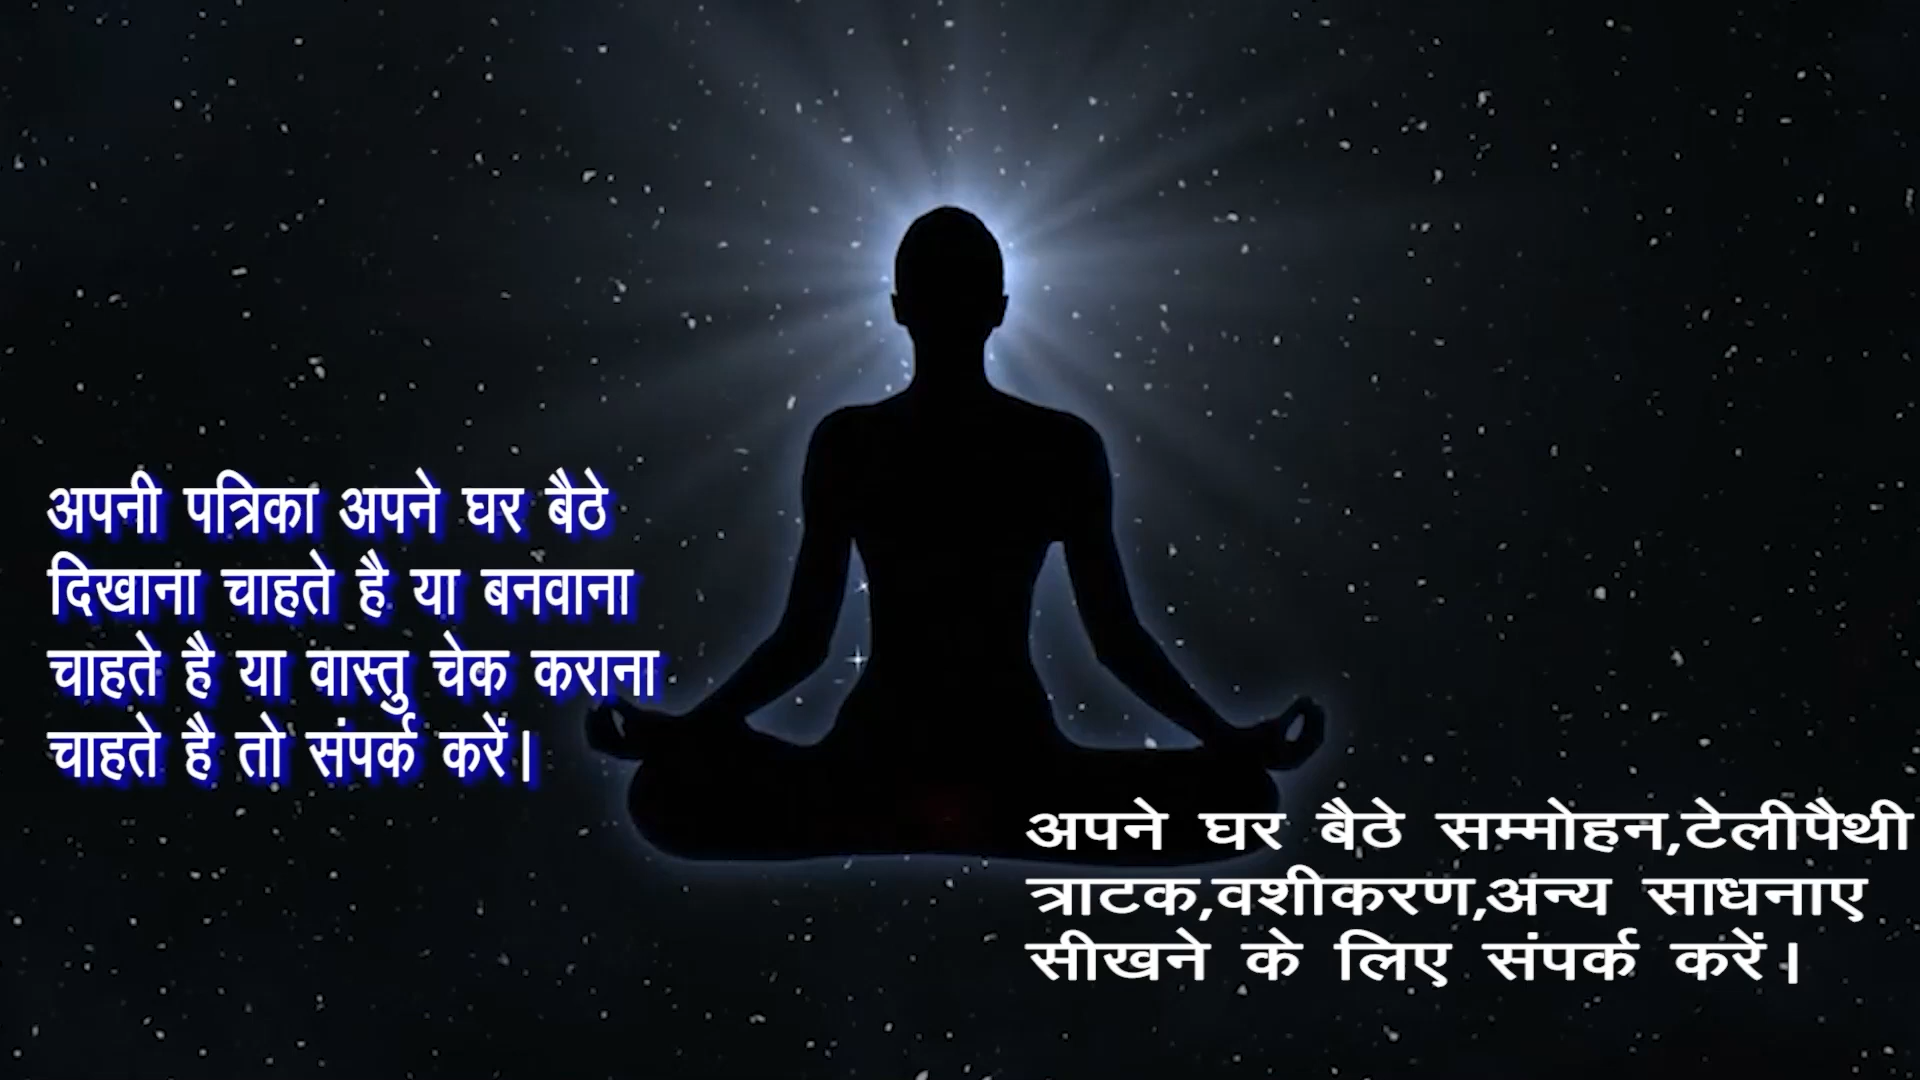 अपनी पत्रिका अपने घर बैठे
दिखाना चाहते है या बनवाना
चाहते है या वास्तु चेक कराना
चाहते है तो संपर्क करें।
अपने घर बैठे सम्मोहन,टेलीपैथी
त्राटक,वशीकरण,अन्य साधनाए
सीखने के लिए संपर्क करें।